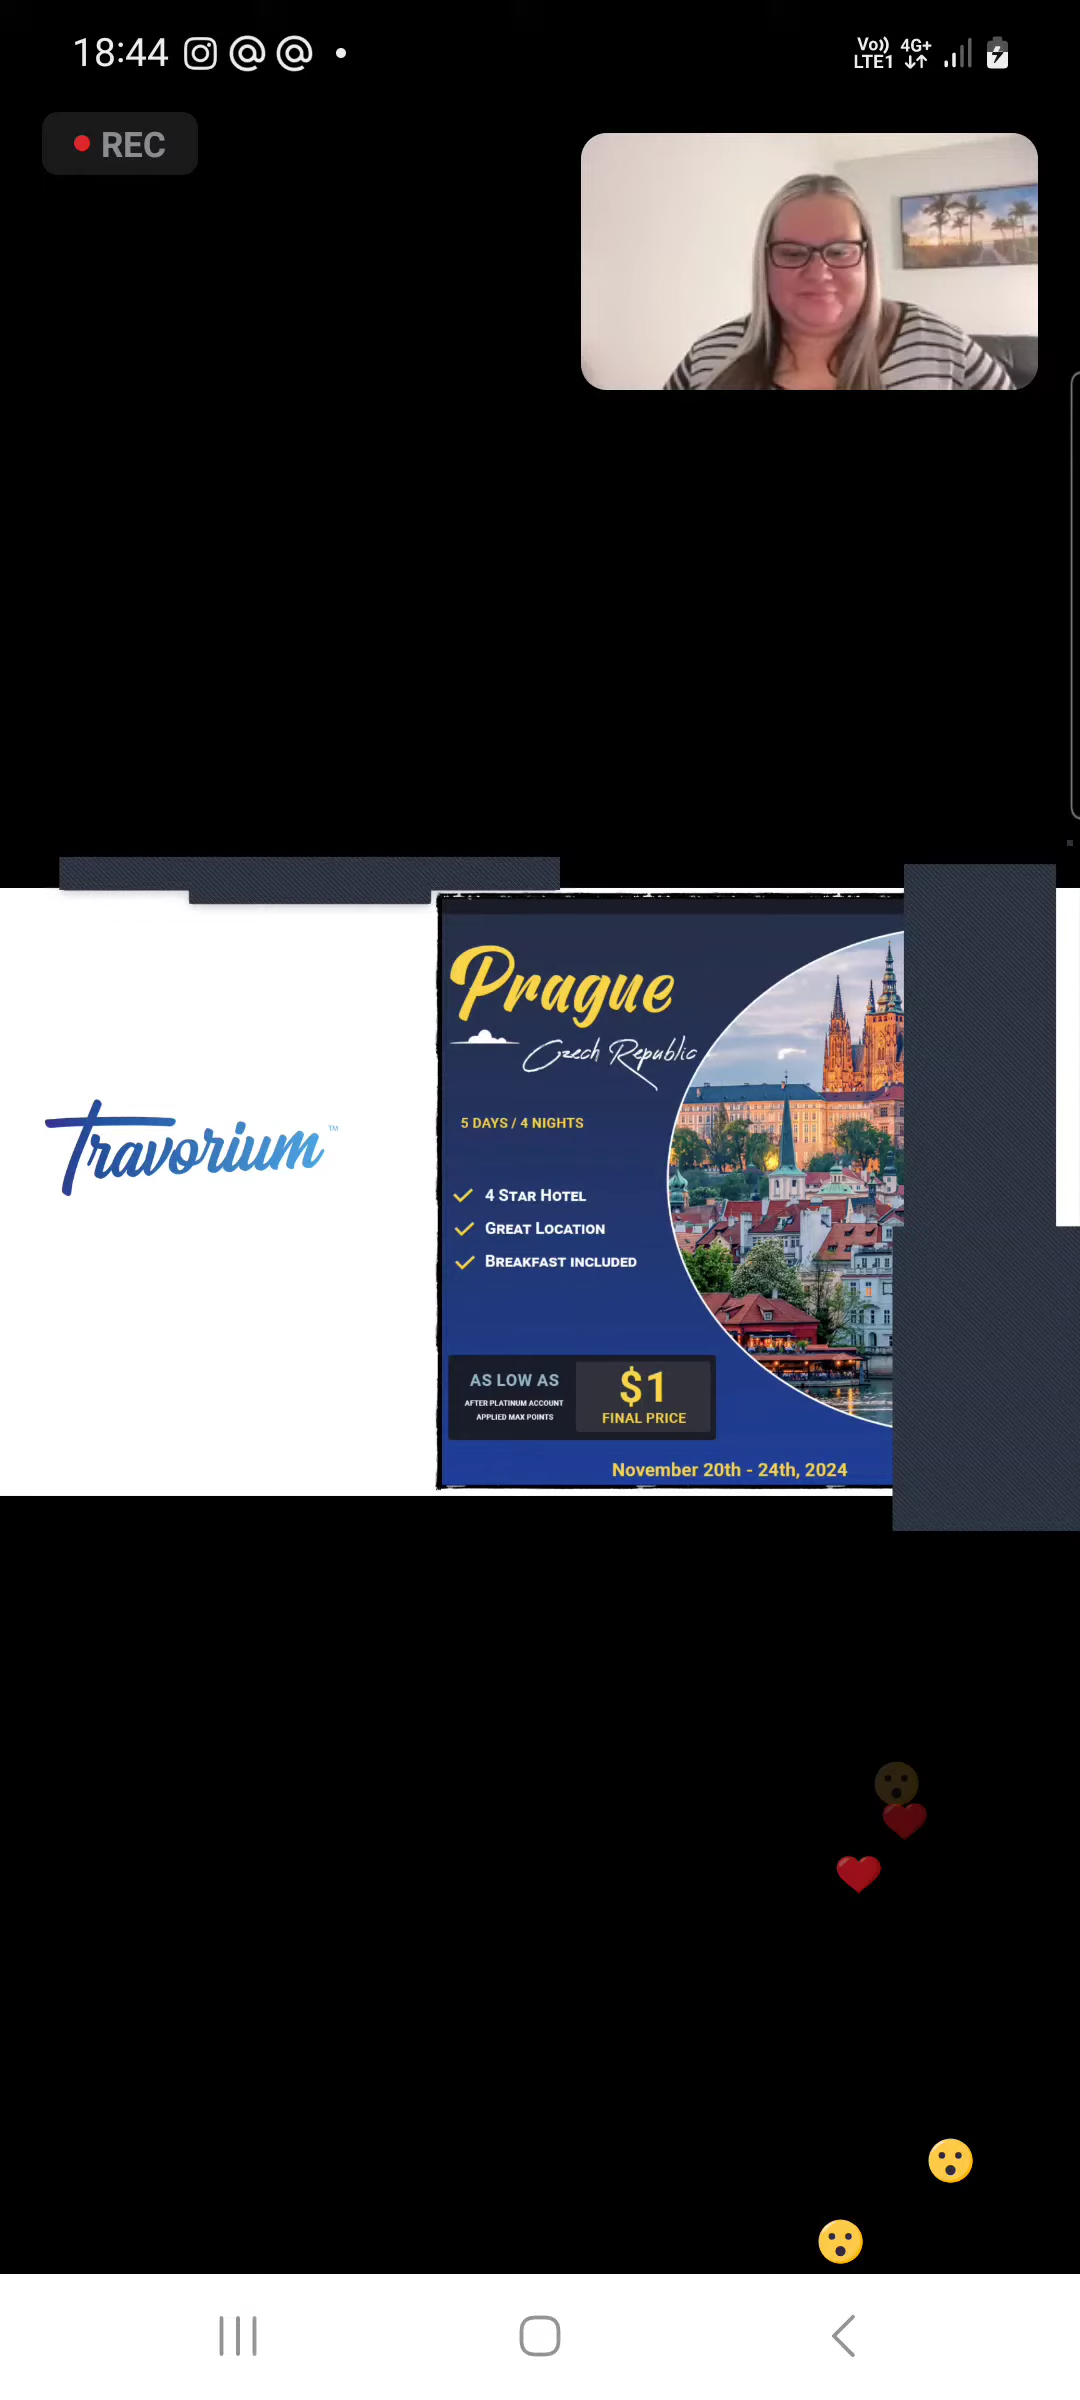 18:44
Vo)) 4G+
LTE1
REC
Travorium™
Prague
Czech Republic
5 DAYS / 4 NIGHTS
4 STAR HOTEL
GREAT LOCATION
BREAKFAST INCLUDED
AS LOW AS
AFTER PLATINUM ACCOUNT
APPLIED MAX POINTS
$1
FINAL PRICE
November 20th - 24th, 2024